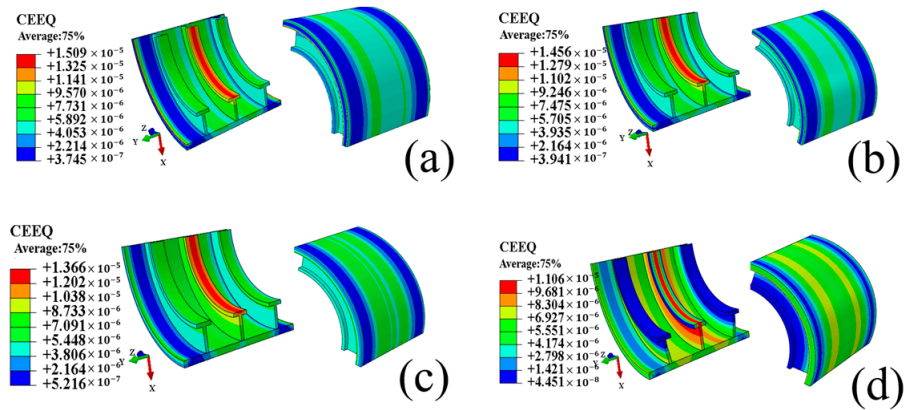 CEEQ
Average:75%
+1.509×10⁻⁵
+1.325×10⁻⁵
+1.141×10⁻⁵
+9.570×10⁻⁶
+7.731×10⁻⁶
+5.892×10⁻⁶
+4.053×10⁻⁶
+2.214×10⁻⁶
+3.745×10⁻⁷
Z
Y
X
(a)
CEEQ
Average:75%
+1.456×10⁻⁵
+1.279×10⁻⁵
+1.102×10⁻⁵
+9.246×10⁻⁶
+7.475×10⁻⁶
+5.705×10⁻⁶
+3.935×10⁻⁶
+2.164×10⁻⁶
+3.941×10⁻⁷
Z
Y
X
(b)
CEEQ
Average:75%
+1.366×10⁻⁵
+1.202×10⁻⁵
+1.038×10⁻⁵
+8.733×10⁻⁶
+7.091×10⁻⁶
+5.448×10⁻⁶
+3.806×10⁻⁶
+2.164×10⁻⁶
+5.216×10⁻⁷
Z
Y
X
(c)
CEEQ
Average:75%
+1.106×10⁻⁵
+9.681×10⁻⁶
+8.304×10⁻⁶
+6.927×10⁻⁶
+5.551×10⁻⁶
+4.174×10⁻⁶
+2.798×10⁻⁶
+1.421×10⁻⁶
+4.451×10⁻⁸
Z
Y
X
(d)